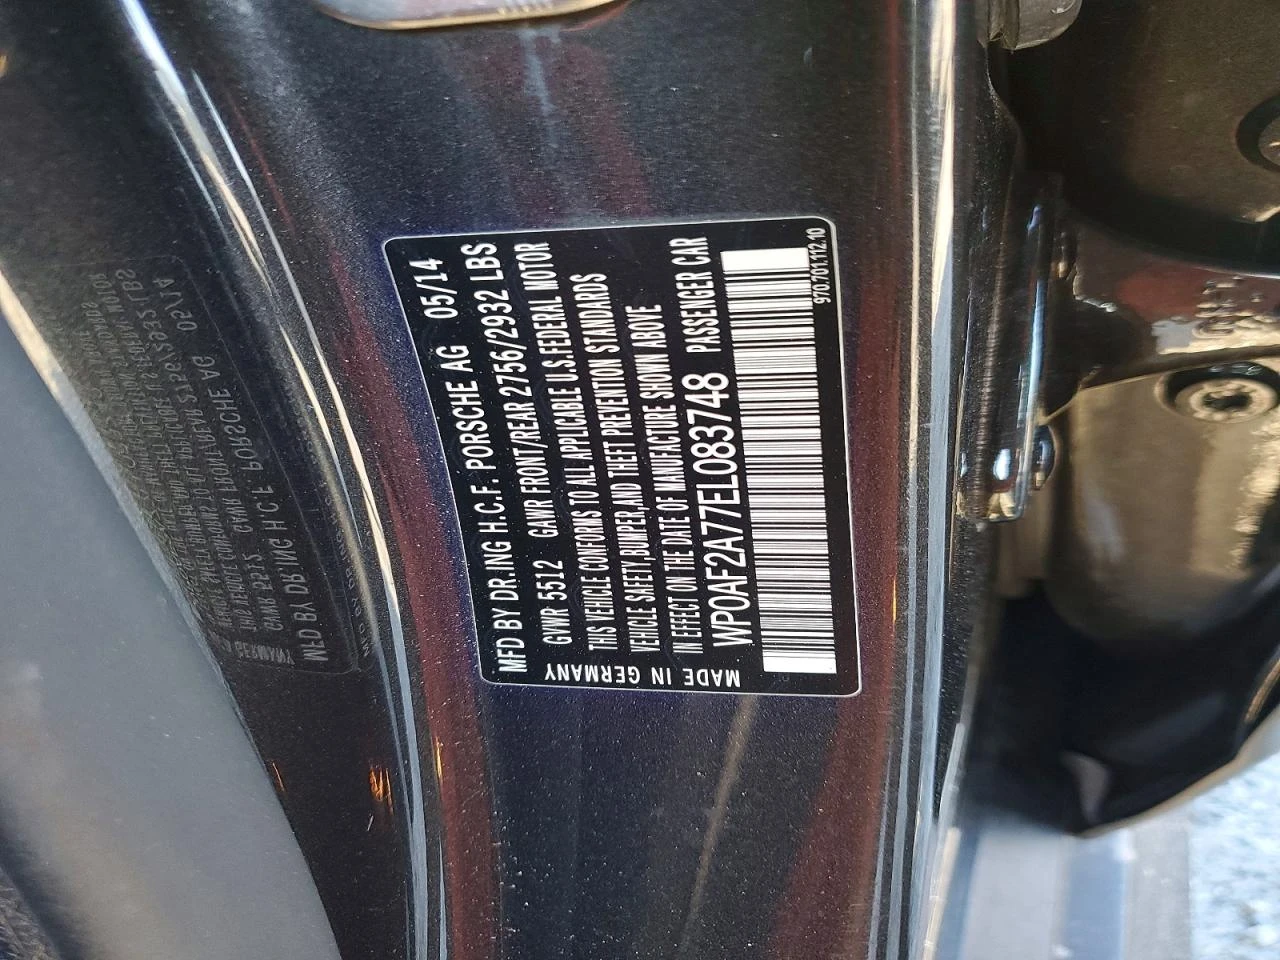 MFD BY DR.ING H.C.F. PORSCHE AG 05/14
GVWR 5512 GAWR FRONT/REAR 2756/2932 LBS
THIS VEHICLE CONFORMS TO ALL APPLICABLE U.S.FEDERAL MOTOR
VEHICLE SAFETY,BUMPER,AND THEFT PREVENTION STANDARDS
IN EFFECT ON THE DATE OF MANUFACTURE SHOWN ABOVE
WP0AF2A77EL083748 PASSENGER CAR
970.701.112.10
MADE IN GERMANY